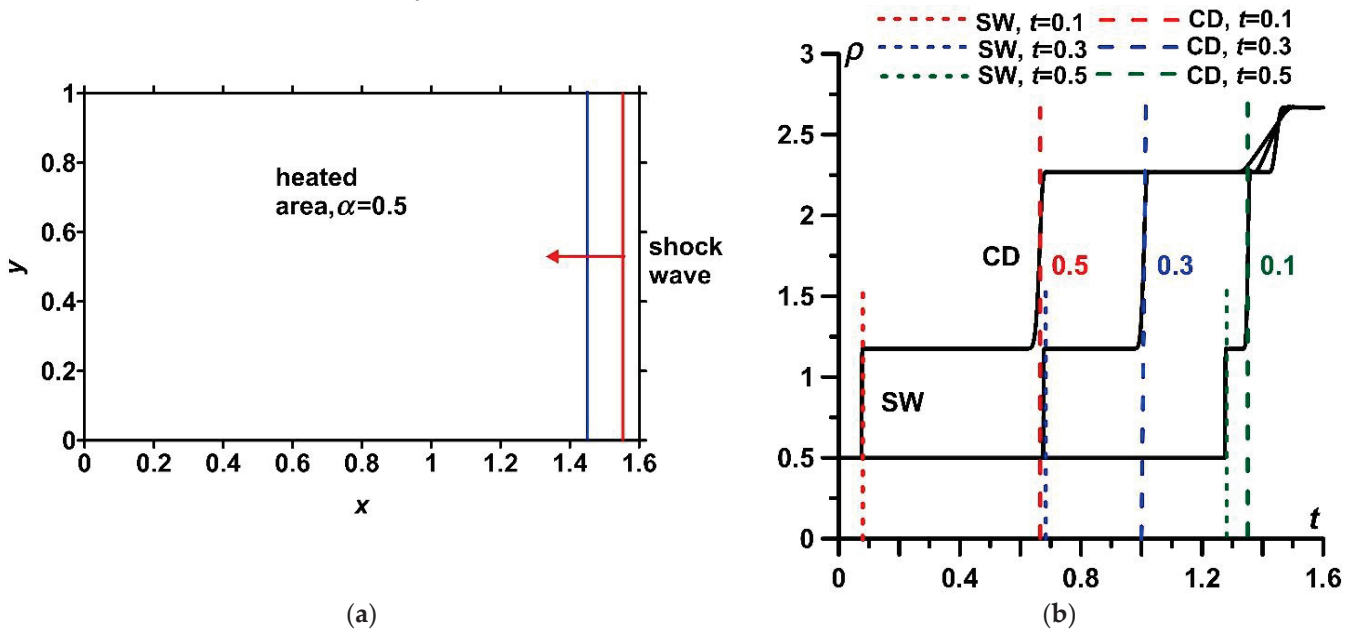 1
0.8
0.6
0.4
0.2
0
y
heated
area, α=0.5
shock
wave
0 0.2 0.4 0.6 0.8 1 1.2 1.4 1.6
x
(a)
SW, t=0.1 CD, t=0.1
SW, t=0.3 CD, t=0.3
SW, t=0.5 CD, t=0.5
3 ρ
2.5
2
CD 0.5 0.3 0.1
1.5
1
SW
0.5
t
0
0 0.4 0.8 1.2 1.6
(b)